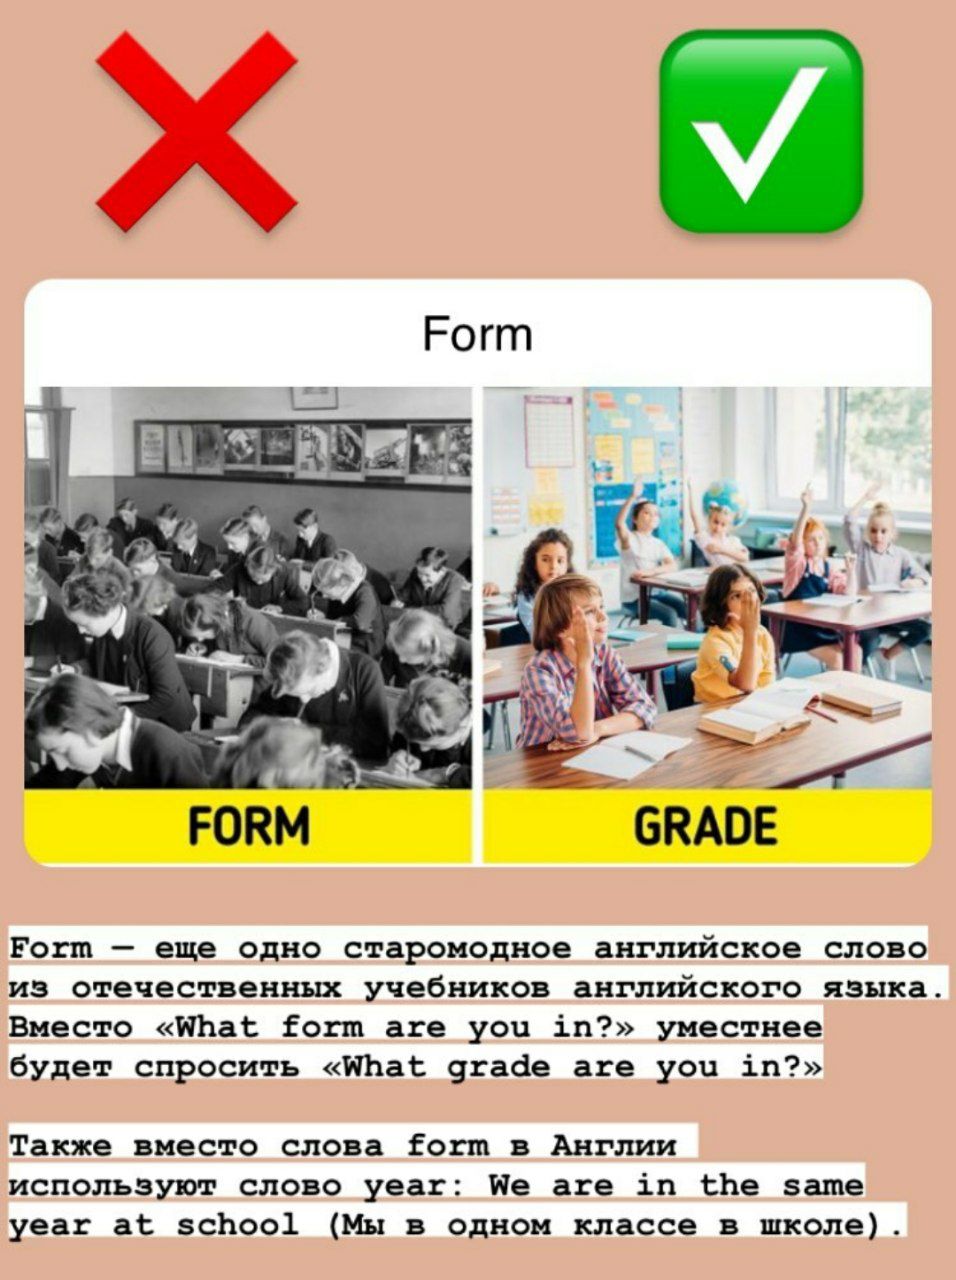 Form
FORM
GRADE
Form — еще одно старомодное английское слово
из отечественных учебников английского языка.
Вместо «What form are you in?» уместнее
будет спросить «What grade are you in?»
Также вместо слова form в Англии
используют слово year: We are in the same
year at school (Мы в одном классе в школе).